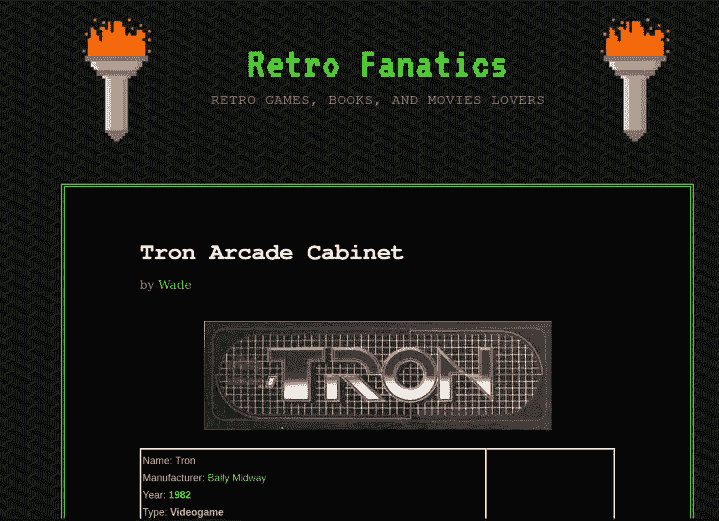 Retro Fanatics
RETRO GAMES, BOOKS, AND MOVIES LOVERS
Tron Arcade Cabinet
by Wade
TRON
Name: Tron
Manufacturer: Bally Midway
Year: 1982
Type: Videogame